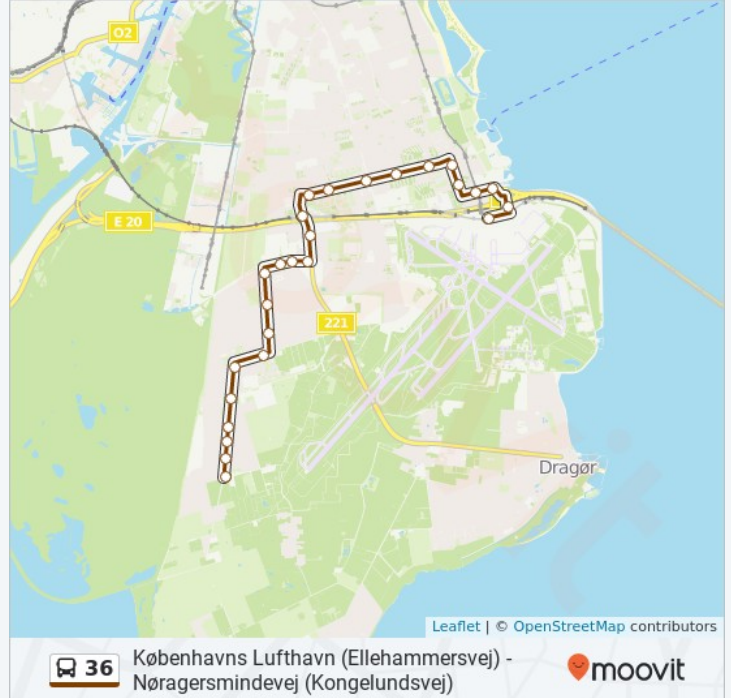 O2
E 20
221
Dragør
Leaflet | © OpenStreetMap contributors
36
Københavns Lufthavn (Ellehammersvej) -
Nøragersmindevej (Kongelundsvej)
moovit